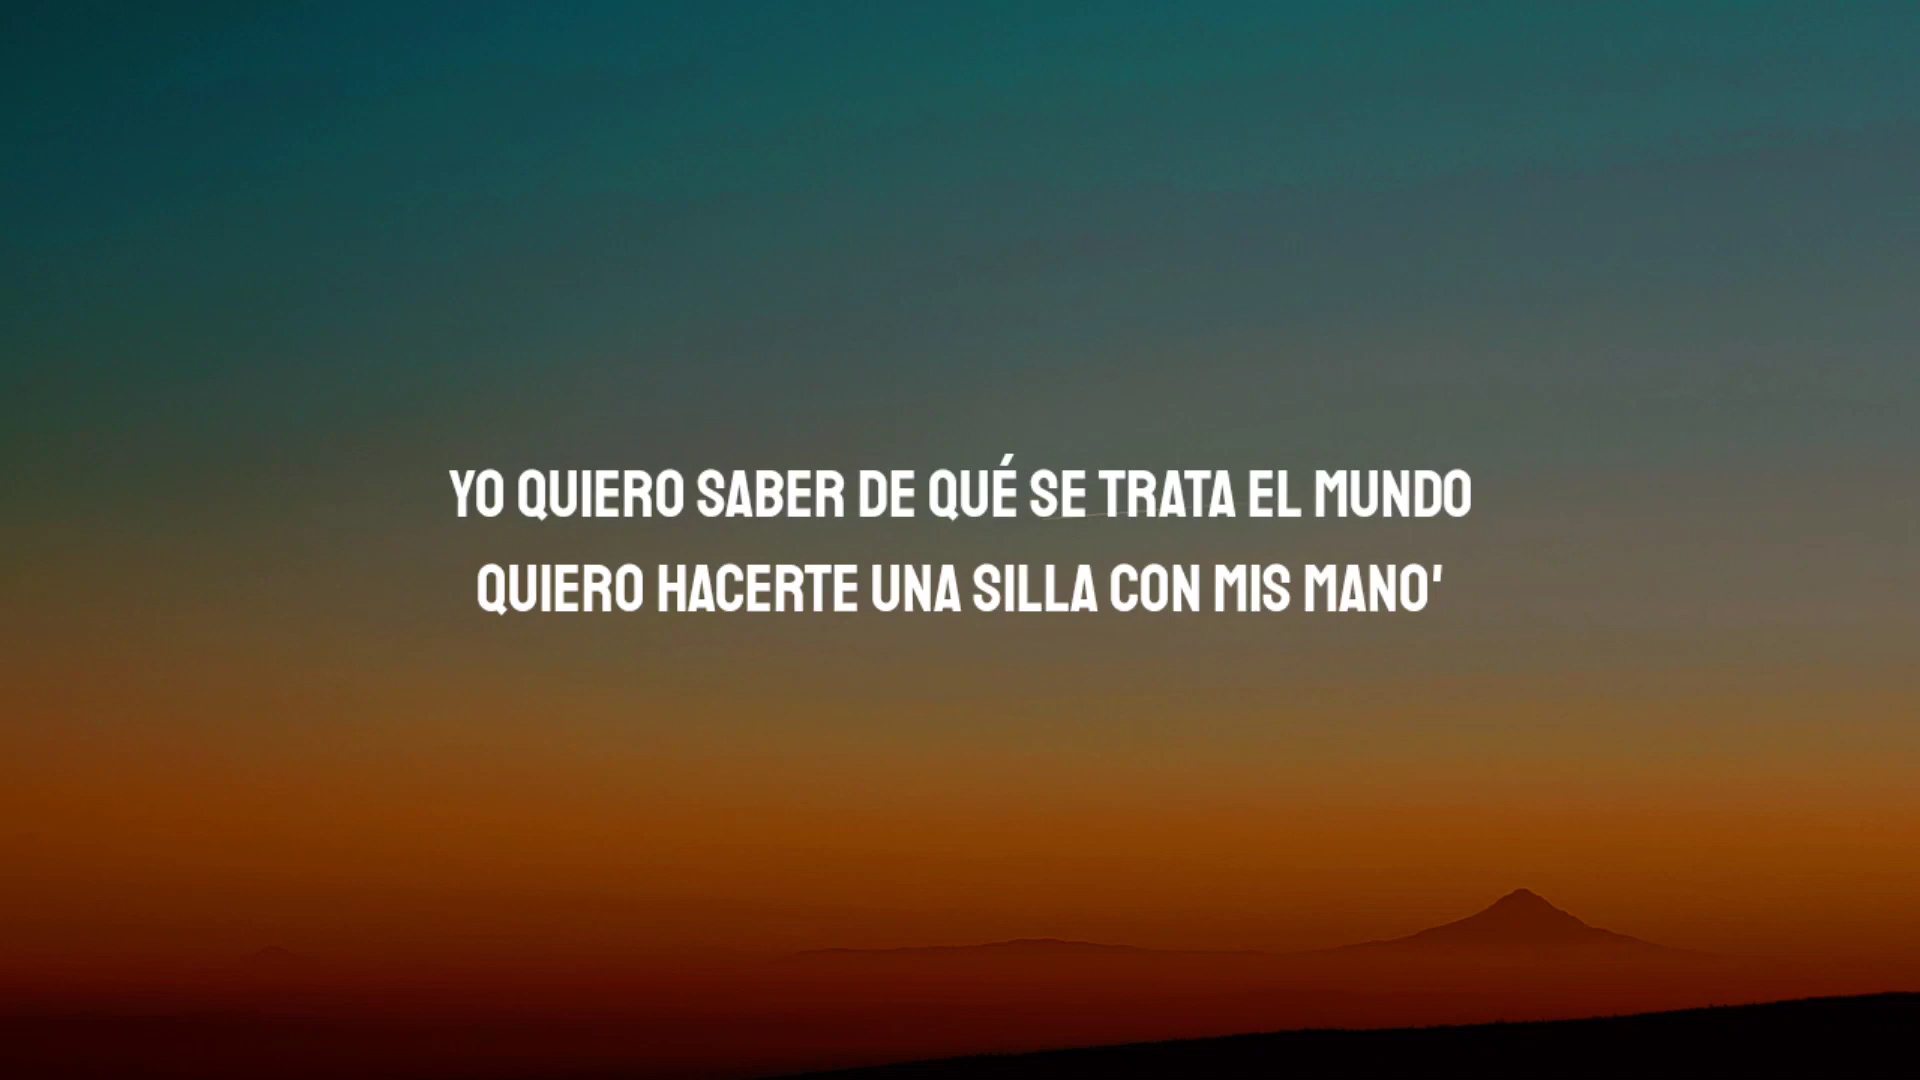 YO QUIERO SABER DE QUÉ SE TRATA EL MUNDO
QUIERO HACERTE UNA SILLA CON MIS MANO'